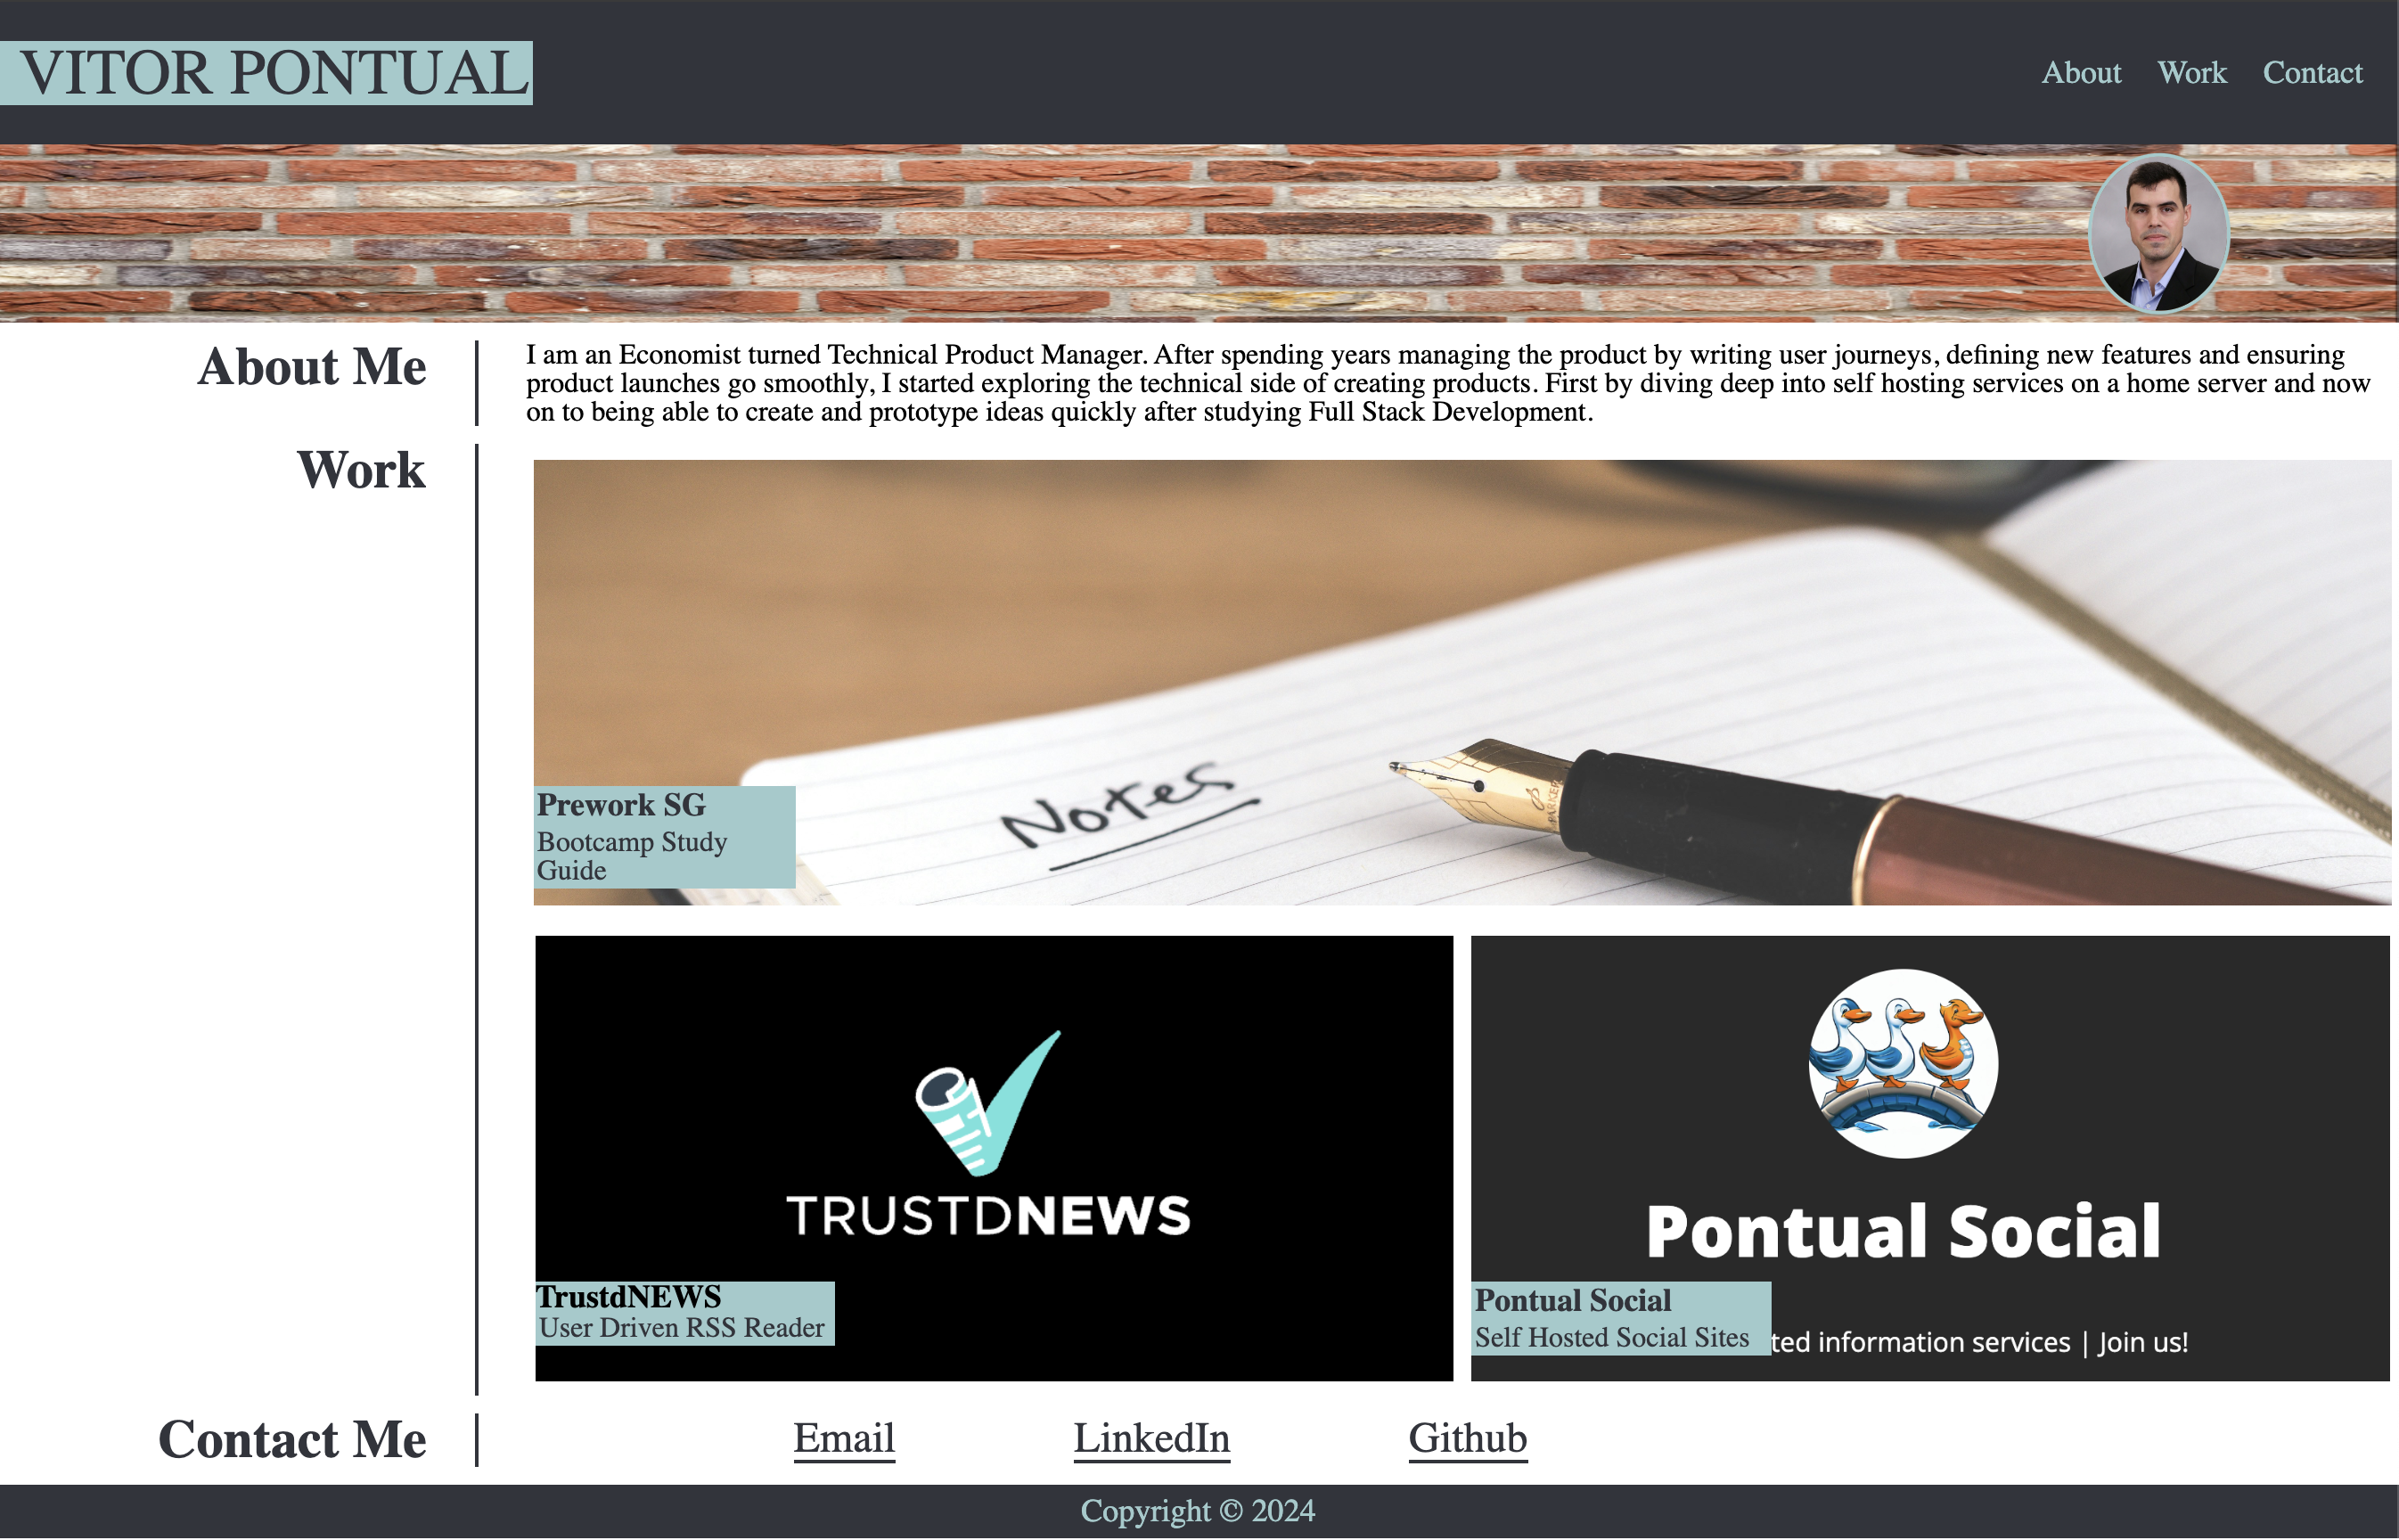 VITOR PONTUAL
About Work Contact
About Me
I am an Economist turned Technical Product Manager. After spending years managing the product by writing user journeys, defining new features and ensuring
product launches go smoothly, I started exploring the technical side of creating products. First by diving deep into self hosting services on a home server and now
on to being able to create and prototype ideas quickly after studying Full Stack Development.
Work
Notes
PARKER
Prework SG
Bootcamp Study
Guide
TRUSTDNEWS
TrustdNEWS
User Driven RSS Reader
Pontual Social
Pontual Social
Self Hosted Social Sites
ted information services | Join us!
Contact Me
Email LinkedIn Github
Copyright © 2024